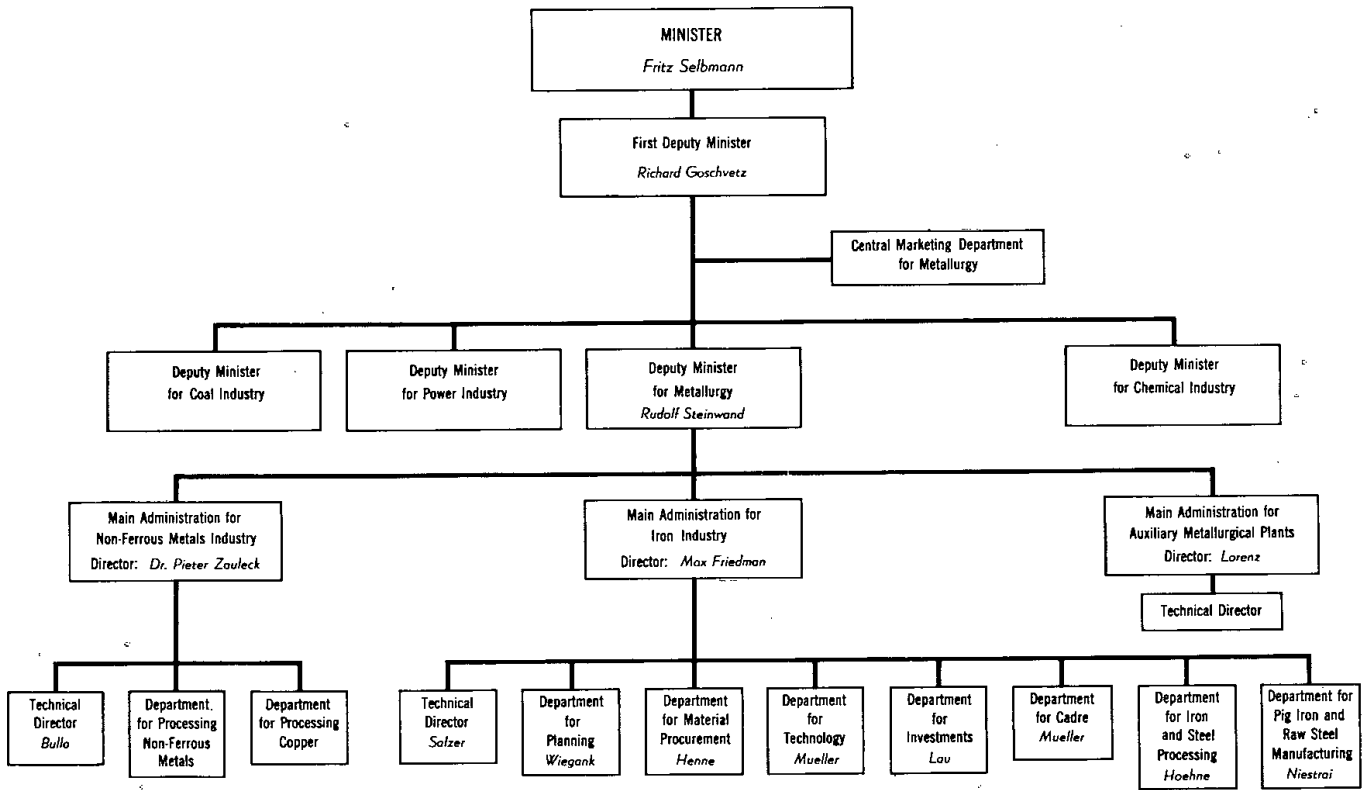 MINISTER
Fritz Selbmann
First Deputy Minister
Richard Goschvetz
Central Marketing Department
for Metallurgy
Deputy Minister
for Coal Industry
Deputy Minister
for Power Industry
Deputy Minister
for Metallurgy
Rudolf Steinwand
Deputy Minister
for Chemical Industry
Main Administration for
Non-Ferrous Metals Industry
Director: Dr. Pieter Zauleck
Main Administration for
Iron Industry
Director: Max Friedman
Main Administration for
Auxiliary Metallurgical Plants
Director: Lorenz
Technical Director
Technical
Director
Bullo
Department
for Processing
Non-Ferrous
Metals
Department
for Processing
Copper
Technical
Director
Salzer
Department
for
Planning
Wiegank
Department
for Material
Procurement
Henne
Department
for
Technology
Mueller
Department
for
Investments
Lau
Department
for Cadre
Mueller
Department
for Iron
and Steel
Processing
Hoehne
Department for
Pig Iron and
Raw Steel
Manufacturing
Niestrai